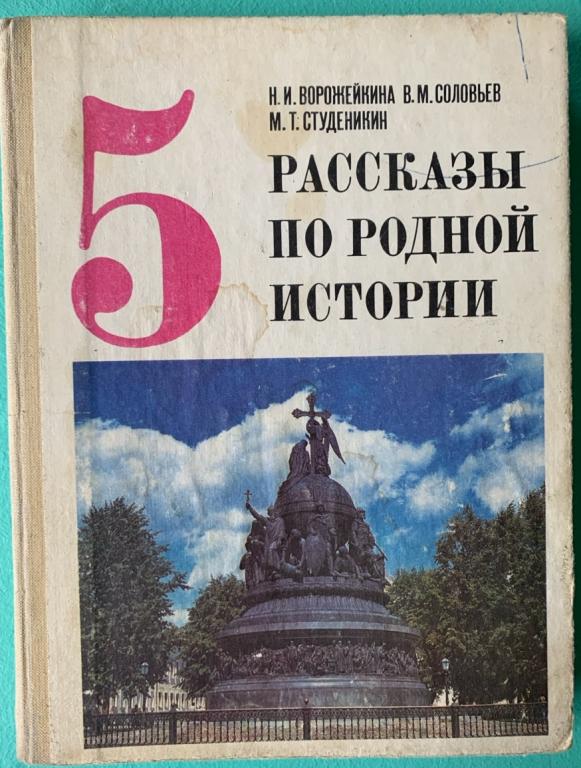 5
Н. И. ВОРОЖЕЙКИНА В. М. СОЛОВЬЕВ
М. Т. СТУДЕНИКИН
РАССКАЗЫ
ПО РОДНОЙ
ИСТОРИИ